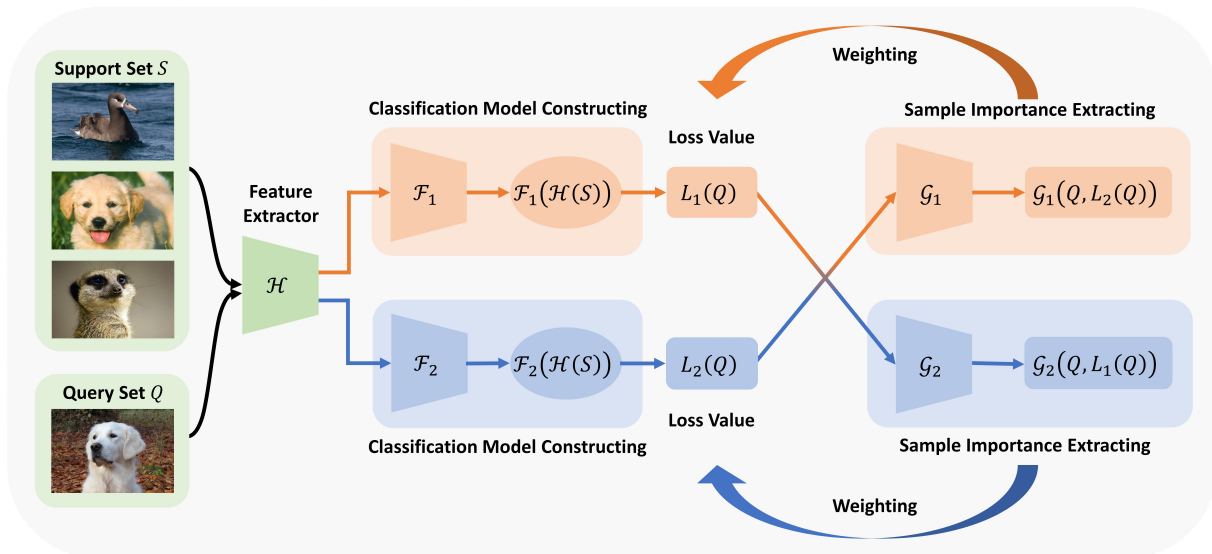 Support Set S
Query Set Q
Feature
Extractor
ℋ
Classification Model Constructing
ℱ₁
ℱ₁(ℋ(S))
Loss Value
L₁(Q)
Weighting
Sample Importance Extracting
𝒢₁
𝒢₁(Q, L₂(Q))
ℱ₂
ℱ₂(ℋ(S))
Classification Model Constructing
L₂(Q)
Loss Value
𝒢₂
𝒢₂(Q, L₁(Q))
Sample Importance Extracting
Weighting